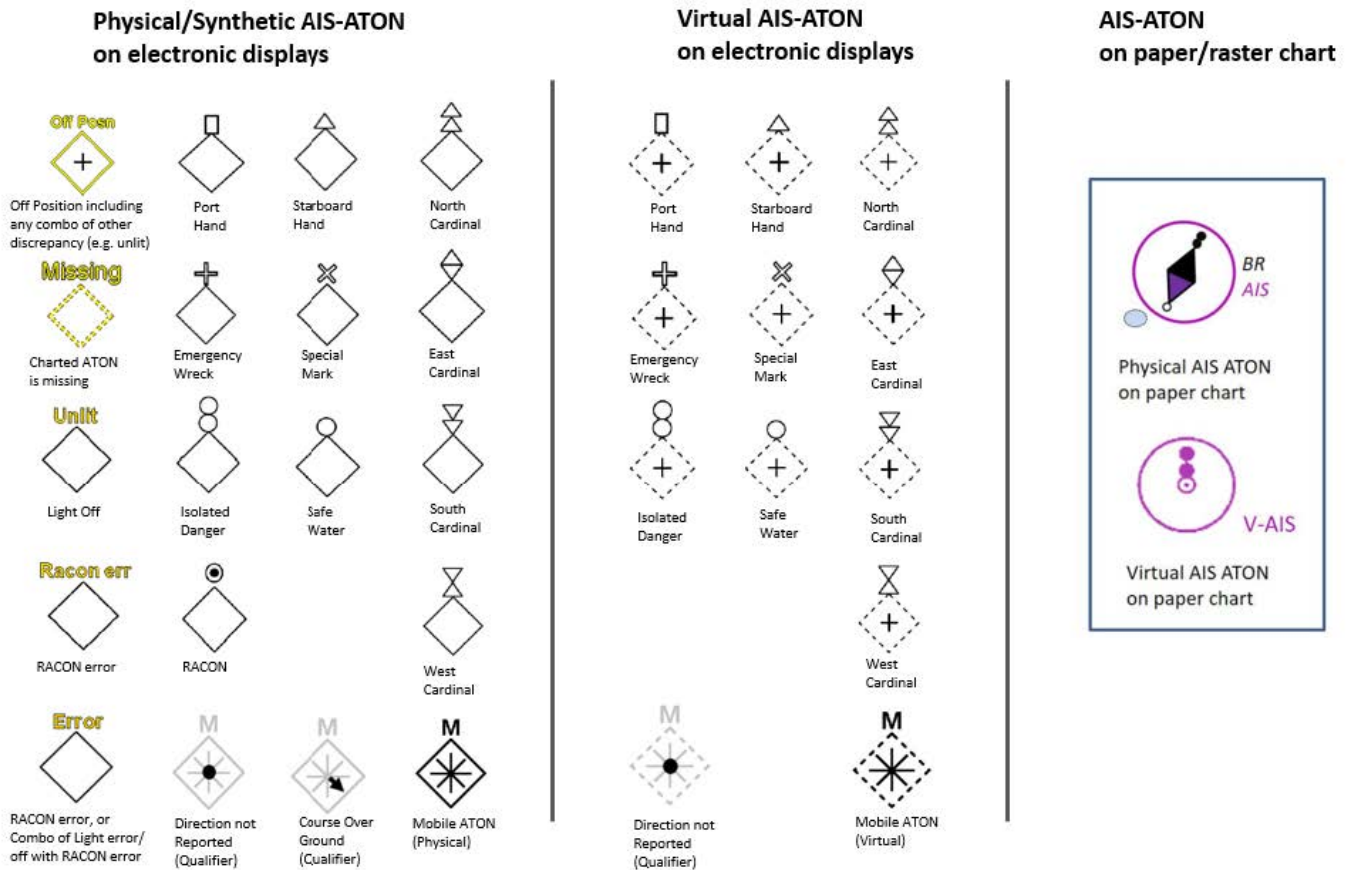 Physical/Synthetic AIS-ATON
on electronic displays
Virtual AIS-ATON
on electronic displays
AIS-ATON
on paper/raster chart
Off Posn
Off Position including
any combo of other
discrepancy (e.g. unlit)
Port
Hand
Starboard
Hand
North
Cardinal
Missing
Charted ATON
is missing
Emergency
Wreck
Special
Mark
East
Cardinal
Unlit
Light Off
Isolated
Danger
Safe
Water
South
Cardinal
Racon err
RACON error
RACON
West
Cardinal
Error
RACON error, or
Combo of Light error/
off with RACON error
M
Direction not
Reported
(Qualifier)
M
Course Over
Ground
(Cualifier)
M
Mobile ATON
(Physical)
Port
Hand
Starboard
Hand
North
Cardinal
Emergency
Wreck
Special
Mark
East
Cardinal
Isolated
Danger
Safe
Water
South
Cardinal
West
Cardinal
M
Direction not
Reported
(Qualifier)
M
Mobile ATON
(Virtual)
BR
AIS
Physical AIS ATON
on paper chart
V-AIS
Virtual AIS ATON
on paper chart